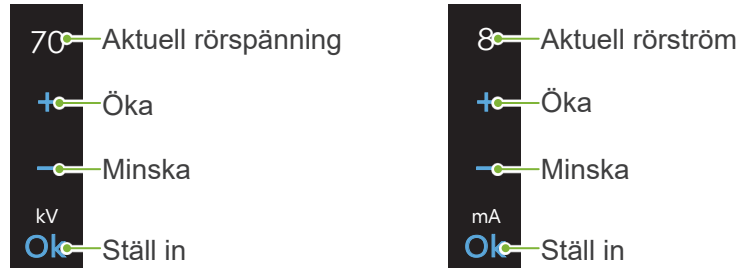 70 Aktuell rörspänning
+ Öka
− Minska
kV
Ok Ställ in
8 Aktuell rörström
+ Öka
− Minska
mA
Ok Ställ in